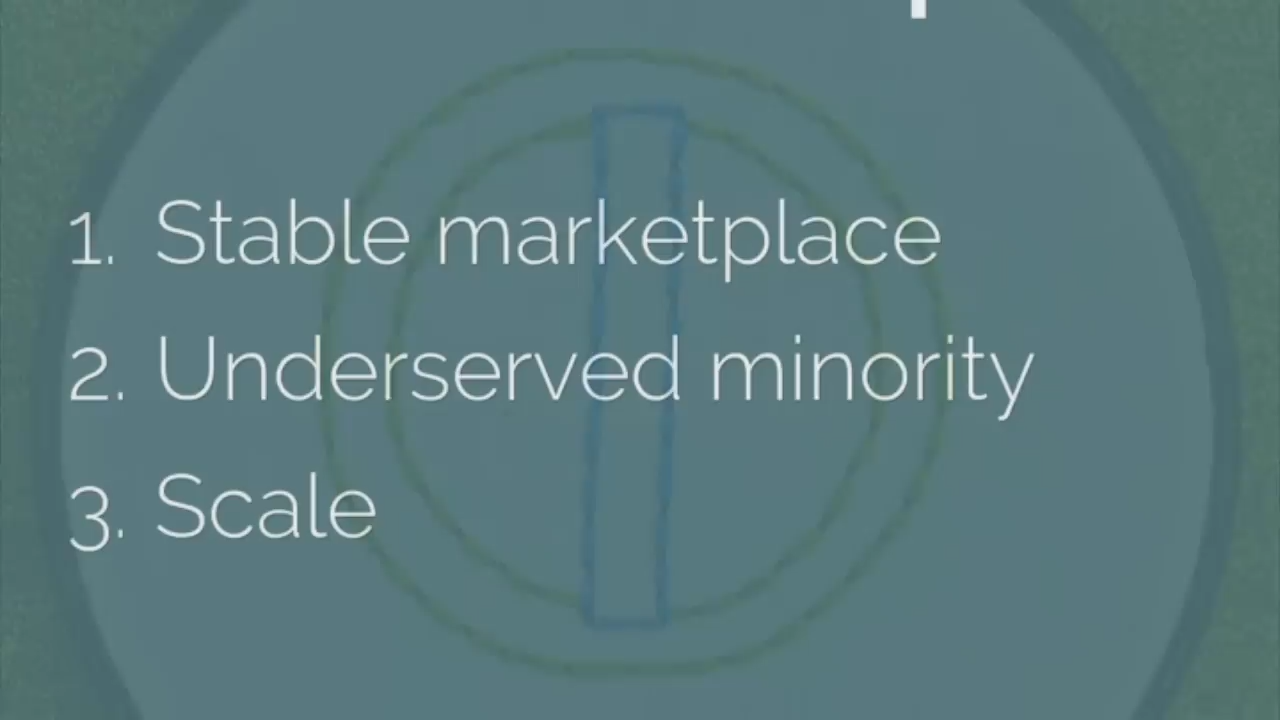 1. Stable marketplace
2. Underserved minority
3. Scale